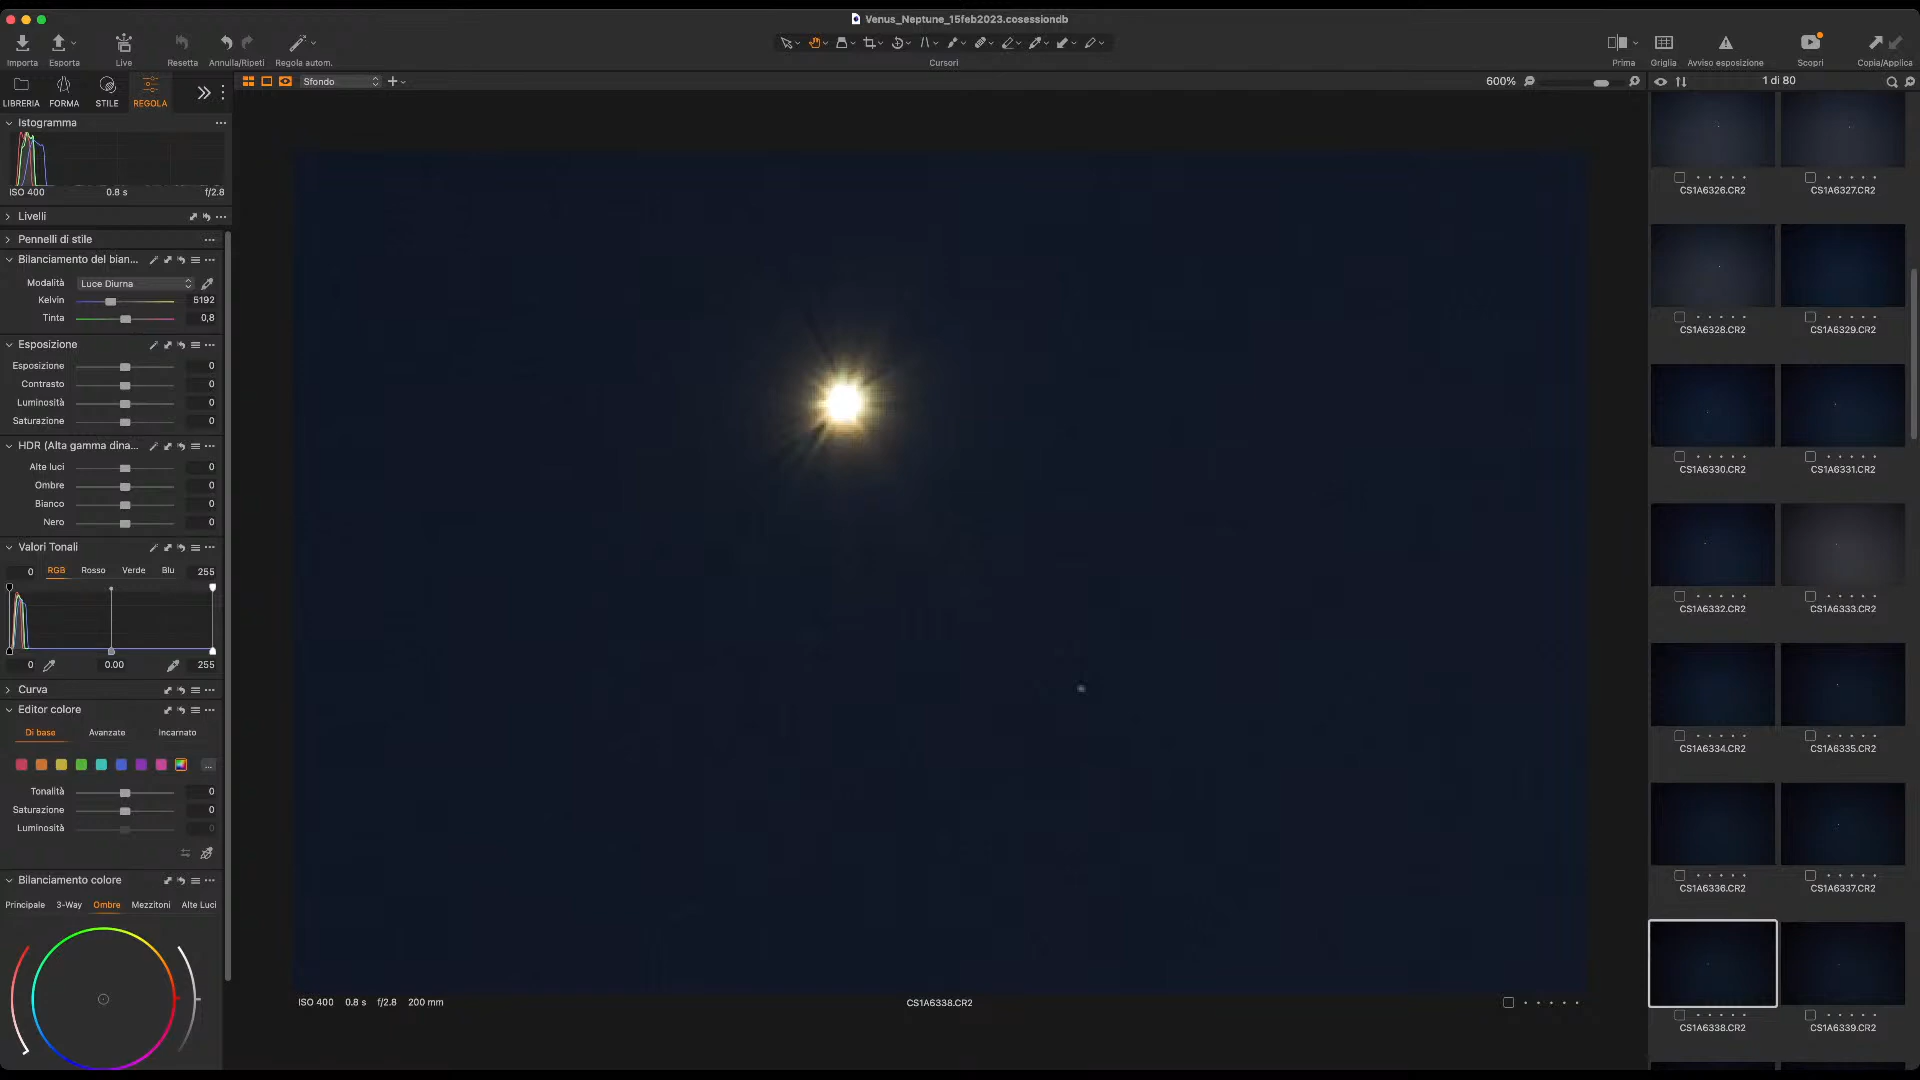 Venus_Neptune_15feb2023.cosessiondb
Importa
Esporta
Live
Resetta
Annulla/Ripeti
Regola autom.
Cursori
Prima
Griglia
Avviso esposizione
Scopri
Copia/Applica
LIBRERIA
FORMA
STILE
REGOLA
Sfondo
600%
1 di 80
Istogramma
ISO 400
0.8 s
f/2.8
Livelli
Pennelli di stile
Bilanciamento del bian...
Modalità Luce Diurna
Kelvin 5192
Tinta 0,8
Esposizione
Esposizione 0
Contrasto 0
Luminosità 0
Saturazione 0
HDR (Alta gamma dina...
Alte luci 0
Ombre 0
Bianco 0
Nero 0
Valori Tonali
0 RGB Rosso Verde Blu 255
0 0.00 255
Curva
Editor colore
Di base Avanzate Incarnato
Tonalità 0
Saturazione 0
Luminosità 0
Bilanciamento colore
Principale 3-Way Ombre Mezzitoni Alte Luci
ISO 400 0.8 s f/2.8 200 mm
CS1A6338.CR2
CS1A6326.CR2
CS1A6327.CR2
CS1A6328.CR2
CS1A6329.CR2
CS1A6330.CR2
CS1A6331.CR2
CS1A6332.CR2
CS1A6333.CR2
CS1A6334.CR2
CS1A6335.CR2
CS1A6336.CR2
CS1A6337.CR2
CS1A6338.CR2
CS1A6339.CR2